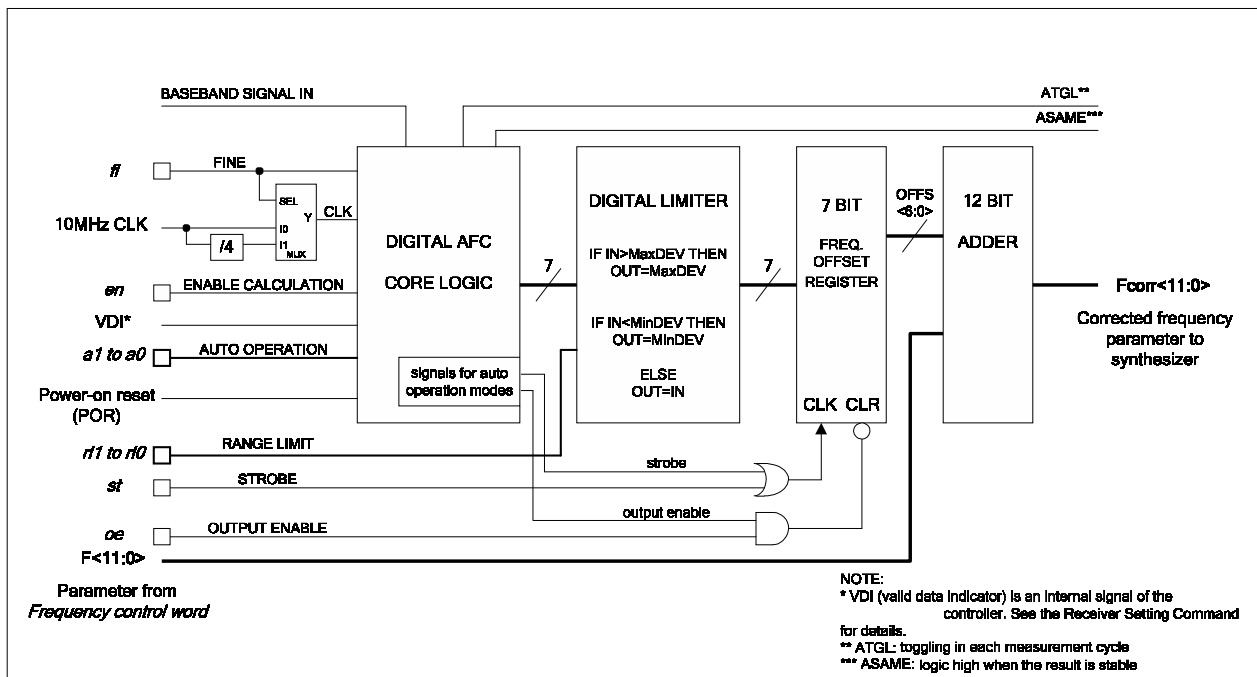 BASEBAND SIGNAL IN
ATGL**
ASAME***
fi
FINE
SEL
I0
I1
MUX
Y
CLK
10MHz CLK
/4
en
ENABLE CALCULATION
VDI*
a1 to a0
AUTO OPERATION
Power-on reset
(POR)
rl1 to rl0
RANGE LIMIT
st
STROBE
oe
OUTPUT ENABLE
F<11:0>
Parameter from
Frequency control word
DIGITAL AFC
CORE LOGIC
signals for auto
operation modes
7
DIGITAL LIMITER
IF IN>MaxDEV THEN
OUT=MaxDEV
IF IN<MinDEV THEN
OUT=MinDEV
ELSE
OUT=IN
7
7 BIT
FREQ.
OFFSET
REGISTER
CLK CLR
strobe
output enable
OFFS
<6:0>
12 BIT
ADDER
Fcorr<11:0>
Corrected frequency
parameter to
synthesizer
NOTE:
* VDI (valid data indicator) is an internal signal of the
controller. See the Receiver Setting Command
for details.
** ATGL: toggling in each measurement cycle
*** ASAME: logic high when the result is stable